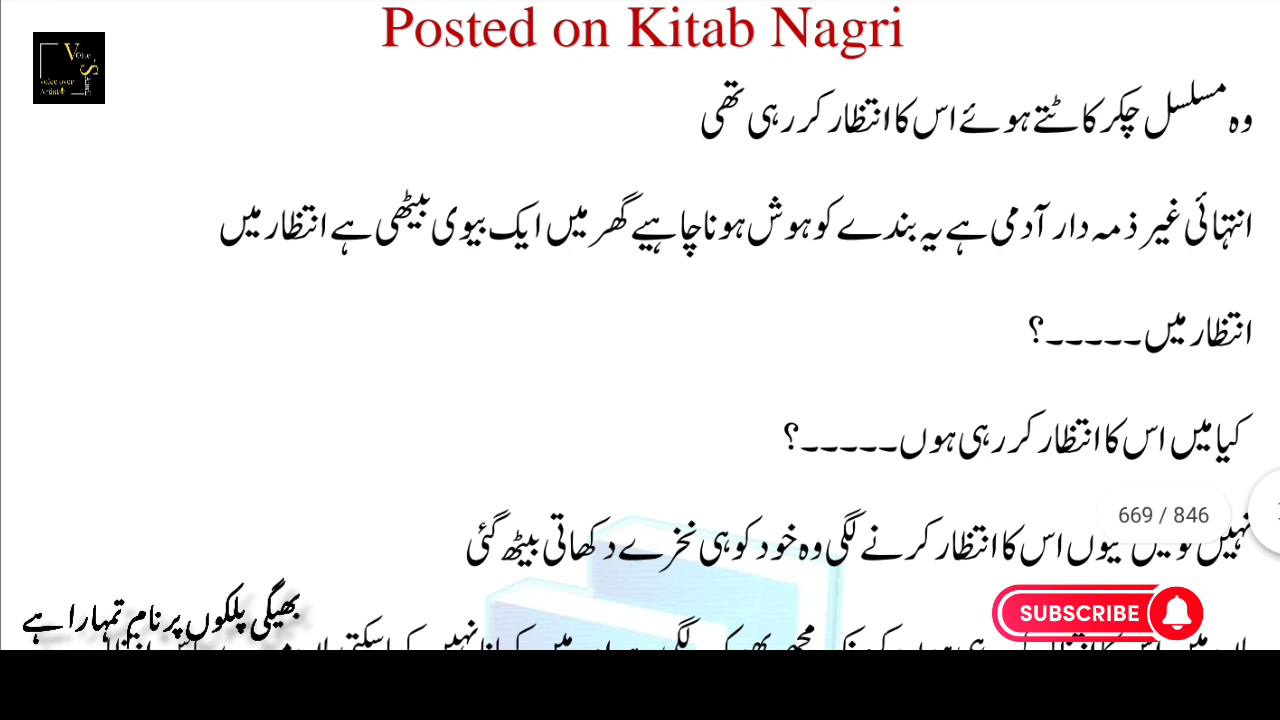 Posted on Kitab Nagri
وہ مسلسل چکر کاٹتے ہوئے اس کا انتظار کر رہی تھی
انتہائی غیر ذمہ دار آدمی ہے یہ بندے کو ہوش ہونا چاہیے گھر میں ایک بیوی بیٹھی ہے انتظار میں
انتظار میں۔۔۔۔۔؟
کیا میں اس کا انتظار کر رہی ہوں۔۔۔۔۔؟
669 / 846
نہیں تو میں کیوں اس کا انتظار کرنے لگی وہ خود کو ہی نخرے دکھاتی بیٹھ گئی
SUBSCRIBE
بھیگی پلکوں پر نام تمہارا ہے